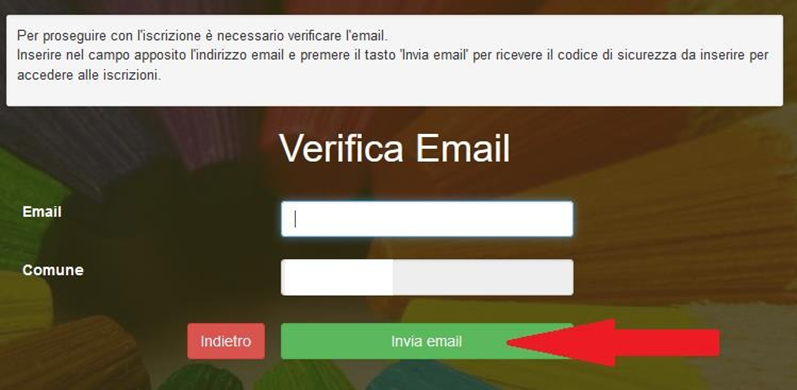 Per proseguire con l'iscrizione è necessario verificare l'email.
Inserire nel campo apposito l'indirizzo email e premere il tasto 'Invia email' per ricevere il codice di sicurezza da inserire per
accedere alle iscrizioni.
Verifica Email
Email
Comune
Indietro
Invia email